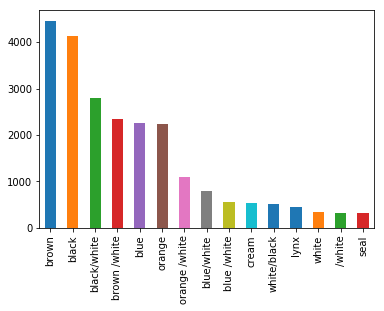 4000
3000
2000
1000
0
brown
black
black/white
brown /white
blue
orange
orange /white
blue/white
blue /white
cream
white/black
lynx
white
/white
seal